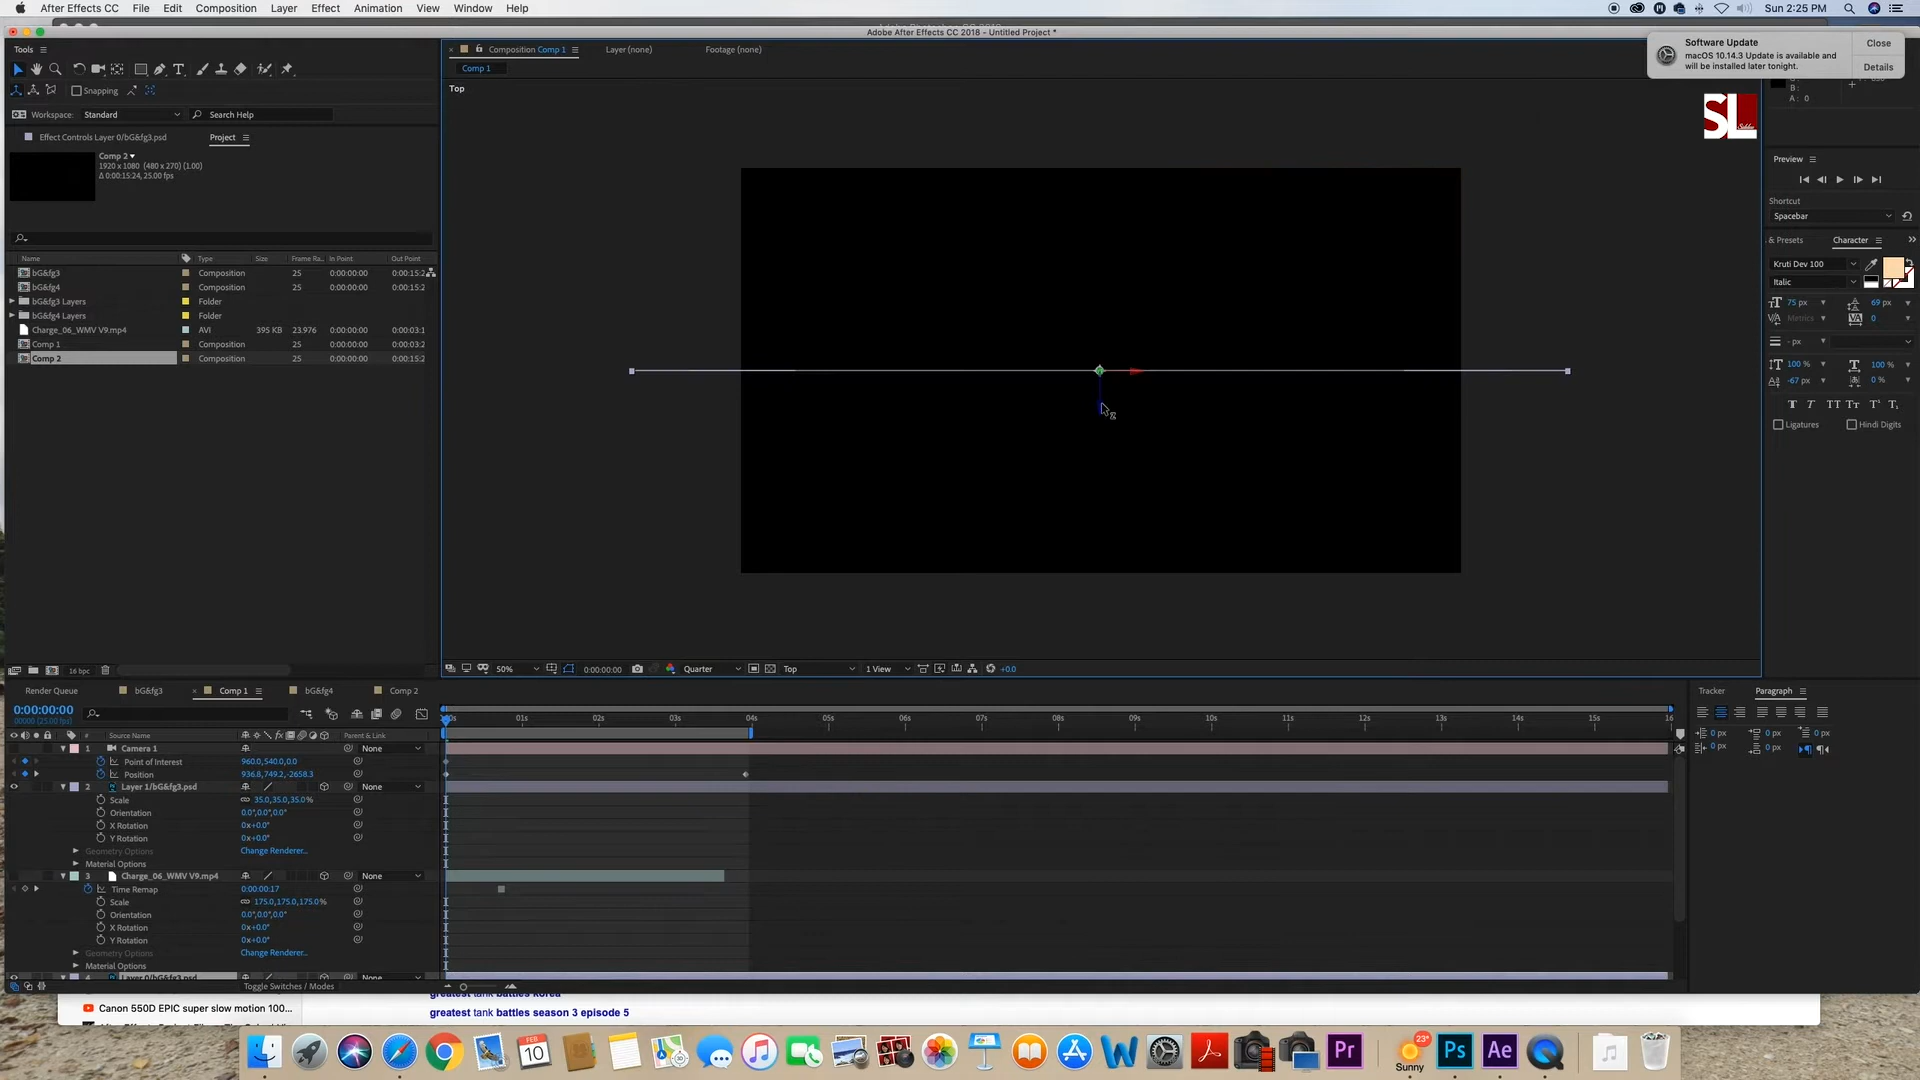 After Effects CC File Edit Composition Layer Effect Animation View Window Help
Sun 2:25 PM
Adobe After Effects CC 2018 - Untitled Project *
Software Update
macOS 10.14.3 Update is available and will be installed later tonight.
Close
Details
Tools
Snapping
Workspace: Standard
Search Help
Effect Controls Layer 0/bG&fg3.psd
Project
Comp 2
1920 x 1080 (480 x 270) (1.00)
Δ 0:00:15:24, 25.00 fps
Composition Comp 1
Layer (none)
Footage (none)
Comp 1
Top
SL
B:
A: 0
Name Type Size Frame Ra... In Point Out Point
bG&fg3 Composition 25 0:00:00:00 0:00:15:2
bG&fg4 Composition 25 0:00:00:00 0:00:15:2
bG&fg3 Layers Folder
bG&fg4 Layers Folder
Charge_06_WMV V9.mp4 AVI 395 KB 23.976 0:00:00:00 0:00:03:1
Comp 1 Composition 25 0:00:00:00 0:00:03:2
Comp 2 Composition 25 0:00:00:00 0:00:15:2
16 bpc
50% 0:00:00:00 Quarter Top 1 View +0.0
Preview
Shortcut
Spacebar
& Presets Character
Kruti Dev 100
Italic
75 px 69 px
Metrics 0
- px
100 % 100 %
-67 px 0 %
Ligatures Hindi Digits
Render Queue bG&fg3 Comp 1 bG&fg4 Comp 2
0:00:00:00
00000 (25.00 fps)
01s 02s 03s 04s 05s 06s 07s 08s 09s 10s 11s 12s 13s 14s 15s 16
# Source Name Parent & Link
1 Camera 1 None
Point of Interest 960.0,540.0,0.0
Position 936.8,749.2,-2658.3
2 Layer 1/bG&fg3.psd None
Scale 35.0,35.0,35.0%
Orientation 0.0°,0.0°,0.0°
X Rotation 0x+0.0°
Y Rotation 0x+0.0°
Geometry Options Change Renderer...
Material Options
3 Charge_06_WMV V9.mp4 None
Time Remap 0:00:00:17
Scale 175.0,175.0,175.0%
Orientation 0.0°,0.0°,0.0°
X Rotation 0x+0.0°
Y Rotation 0x+0.0°
Geometry Options Change Renderer...
Material Options
4 Layer 0/bG&fg3.psd None
Toggle Switches / Modes
Tracker Paragraph
0 px 0 px 0 px
0 px 0 px
Canon 550D EPIC super slow motion 100...
greatest tank battles korea
greatest tank battles season 3 episode 5
FEB
10
Pr
23°
Sunny
Ps
Ae